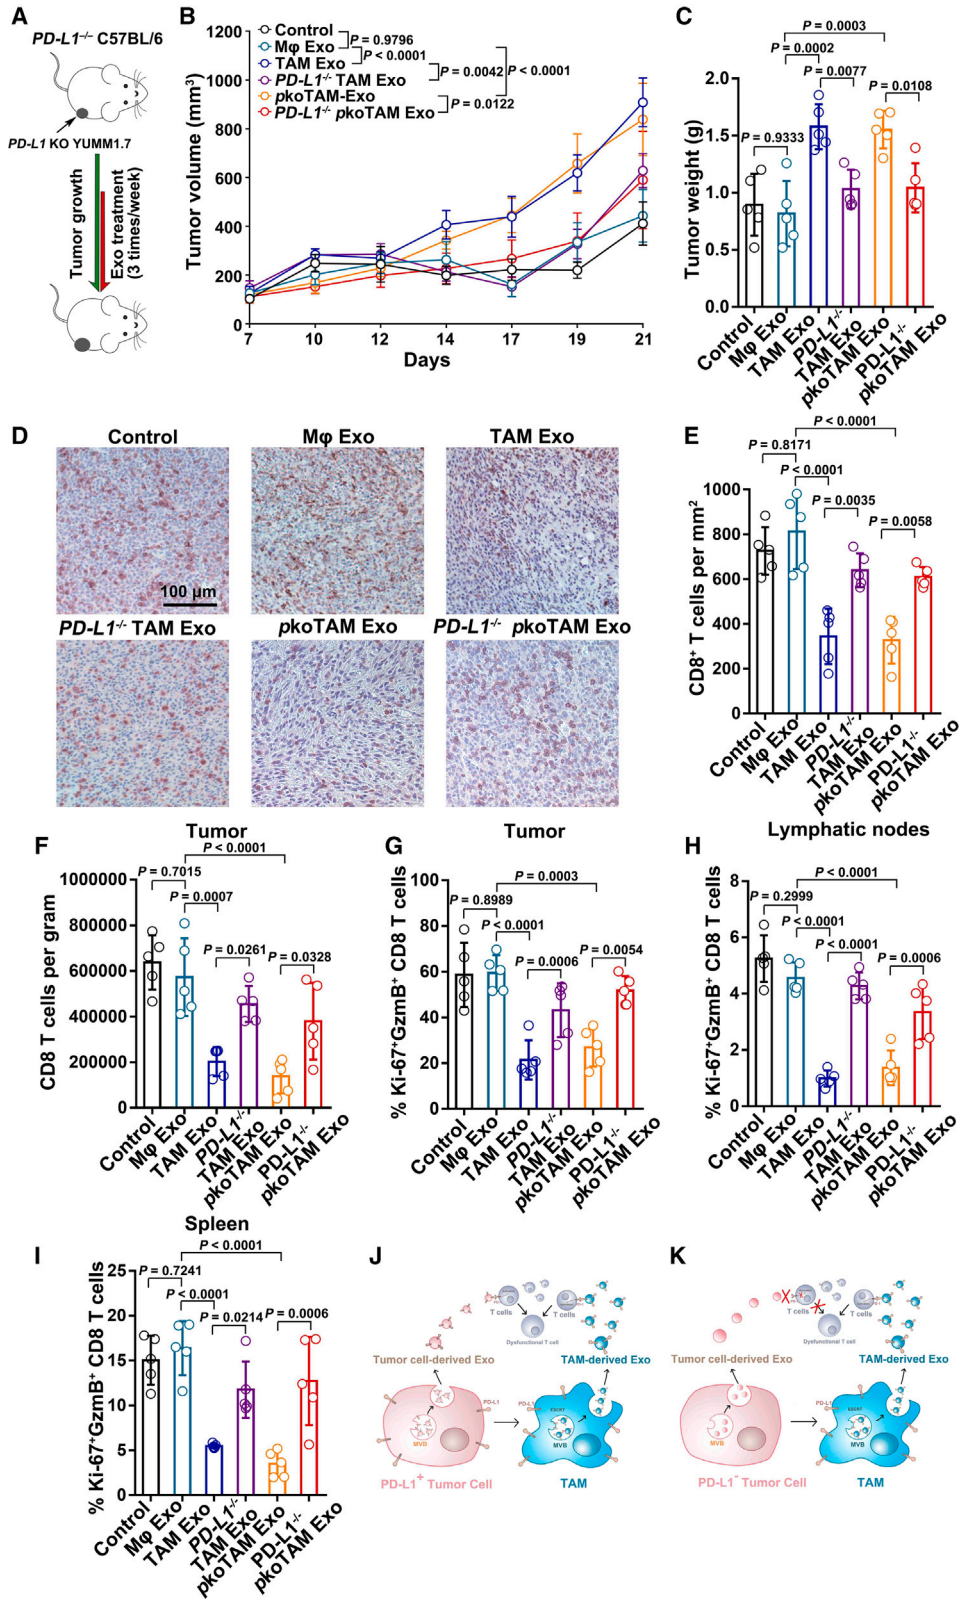 A
PD-L1⁻/⁻ C57BL/6
PD-L1 KO YUMM1.7
Tumor growth
Exo treatment
(3 times/week)
B
Tumor volume (mm³)
1200
1000
800
600
400
200
0
7 10 12 14 17 19 21
Days
Control
Mφ Exo
TAM Exo
PD-L1⁻/⁻ TAM Exo
pkoTAM-Exo
PD-L1⁻/⁻ pkoTAM Exo
P = 0.9796
P < 0.0001
P = 0.0042
P < 0.0001
P = 0.0122
C
P = 0.0003
P = 0.0002
P = 0.0077
P = 0.0108
P = 0.9333
Tumor weight (g)
2.0
1.5
1.0
0.5
0.0
Control
Mφ Exo
TAM Exo
PD-L1⁻/⁻
TAM Exo
pkoTAM Exo
PD-L1⁻/⁻
pkoTAM Exo
D
Control
Mφ Exo
TAM Exo
100 μm
PD-L1⁻/⁻ TAM Exo
pkoTAM Exo
PD-L1⁻/⁻ pkoTAM Exo
E
P < 0.0001
P = 0.8171
P < 0.0001
P = 0.0035
P = 0.0058
CD8⁺ T cells per mm²
1000
800
600
400
200
0
Control
Mφ Exo
TAM Exo
PD-L1⁻/⁻
TAM Exo
pkoTAM Exo
PD-L1⁻/⁻
pkoTAM Exo
F
Tumor
P < 0.0001
P = 0.7015
P = 0.0007
P = 0.0261
P = 0.0328
CD8 T cells per gram
1000000
800000
600000
400000
200000
0
Control
Mφ Exo
TAM Exo
PD-L1⁻/⁻
TAM Exo
pkoTAM Exo
PD-L1⁻/⁻
pkoTAM Exo
G
Tumor
P = 0.0003
P = 0.8989
P < 0.0001
P = 0.0006
P = 0.0054
% Ki-67⁺GzmB⁺ CD8 T cells
100
80
60
40
20
0
Control
Mφ Exo
TAM Exo
PD-L1⁻/⁻
TAM Exo
pkoTAM Exo
PD-L1⁻/⁻
pkoTAM Exo
H
Lymphatic nodes
P < 0.0001
P = 0.2999
P < 0.0001
P < 0.0001
P = 0.0006
% Ki-67⁺GzmB⁺ CD8 T cells
8
6
4
2
0
Control
Mφ Exo
TAM Exo
PD-L1⁻/⁻
TAM Exo
pkoTAM Exo
PD-L1⁻/⁻
pkoTAM Exo
I
Spleen
P < 0.0001
P = 0.7241
P < 0.0001
P = 0.0214
P = 0.0006
% Ki-67⁺GzmB⁺ CD8 T cells
25
20
15
10
5
0
Control
Mφ Exo
TAM Exo
PD-L1⁻/⁻
TAM Exo
pkoTAM Exo
PD-L1⁻/⁻
pkoTAM Exo
J
T cells
Dysfunctional T cell
Tumor cell-derived Exo
TAM-derived Exo
PD-L1
PD-L1
ESCRT
MVB
MVB
PD-L1⁺ Tumor Cell
TAM
K
T cells
Dysfunctional T cell
Tumor cell-derived Exo
TAM-derived Exo
PD-L1
ESCRT
MVB
MVB
PD-L1⁻ Tumor Cell
TAM